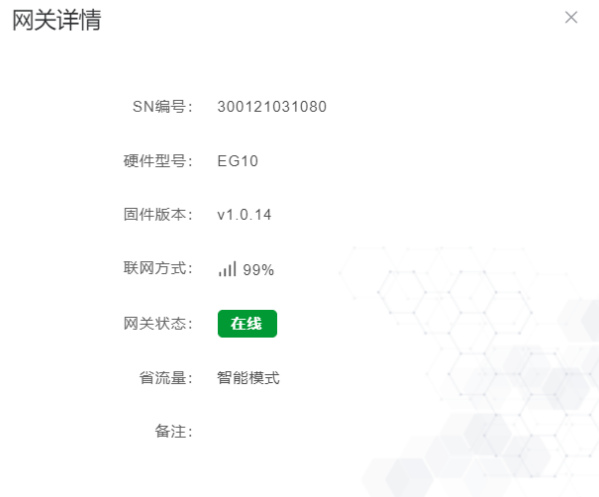 网关详情
SN编号： 300121031080
硬件型号： EG10
固件版本： v1.0.14
联网方式： 99%
网关状态： 在线
省流量： 智能模式
备注：